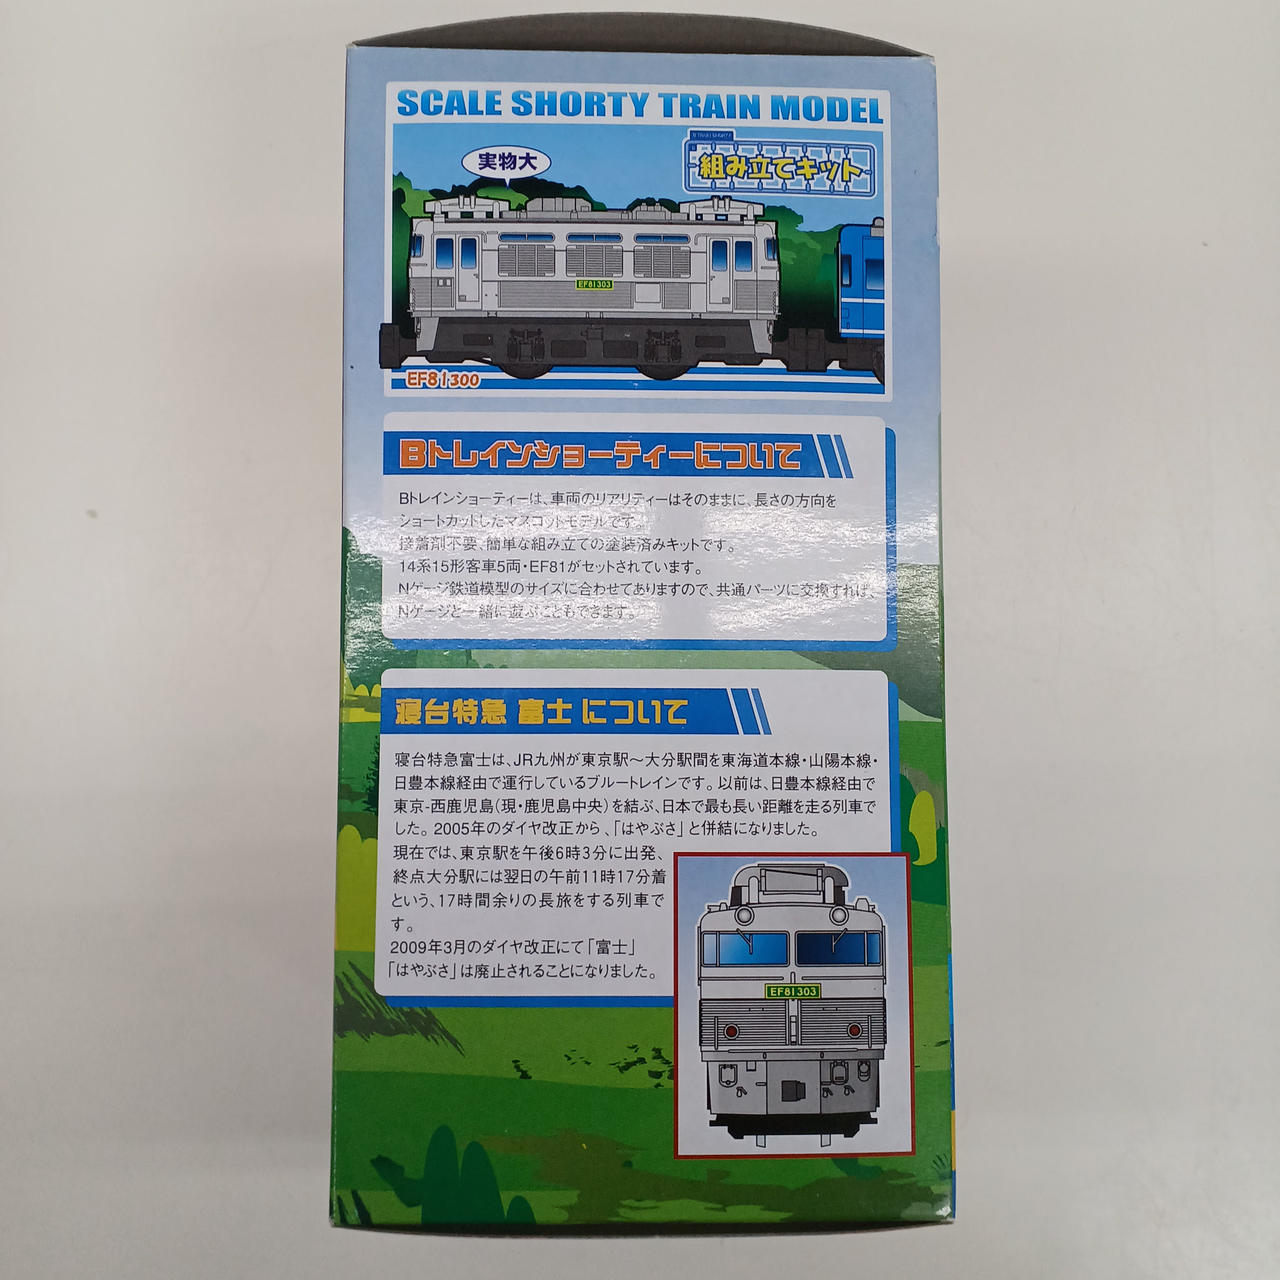 SCALE SHORTY TRAIN MODEL
組み立てキット
実物大
EF81 303
EF81 300
Bトレインショーティーについて
Bトレインショーティーは、車両のリアリティーはそのままに、長さの方向を
ショートカットしたマスコットモデルです。
接着剤不要、簡単な組み立ての塗装済みキットです。
14系15形客車5両・EF81がセットされています。
Nゲージ鉄道模型のサイズに合わせてありますので、共通パーツに交換すれば、
Nゲージと一緒に遊ぶこともできます。
寝台特急 富士 について
寝台特急富士は、JR九州が東京駅～大分駅間を東海道本線・山陽本線・
日豊本線経由で運行しているブルートレインです。以前は、日豊本線経由で
東京-西鹿児島(現・鹿児島中央)を結ぶ、日本で最も長い距離を走る列車で
した。2005年のダイヤ改正から、「はやぶさ」と併結になりました。
現在では、東京駅を午後6時3分に出発、
終点大分駅には翌日の午前11時17分着
という、17時間余りの長旅をする列車で
す。
2009年3月のダイヤ改正にて「富士」
「はやぶさ」は廃止されることになりました。
EF81 303